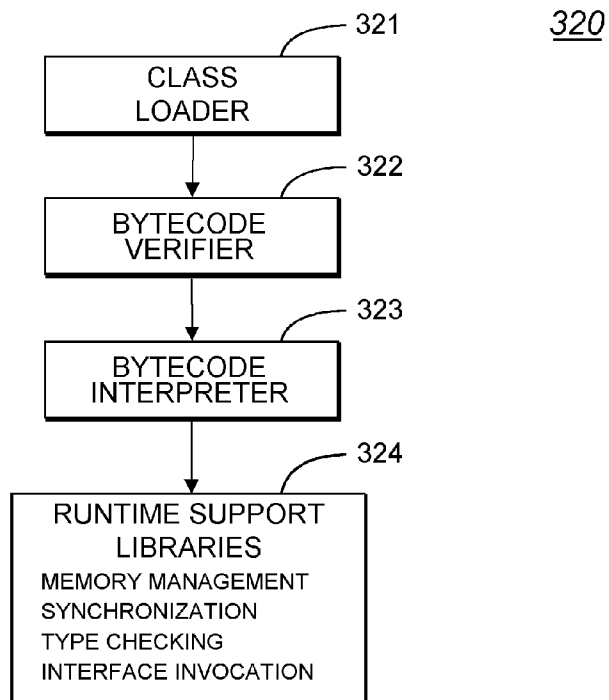 320
321
CLASS
LOADER
322
BYTECODE
VERIFIER
323
BYTECODE
INTERPRETER
324
RUNTIME SUPPORT
LIBRARIES
MEMORY MANAGEMENT
SYNCHRONIZATION
TYPE CHECKING
INTERFACE INVOCATION